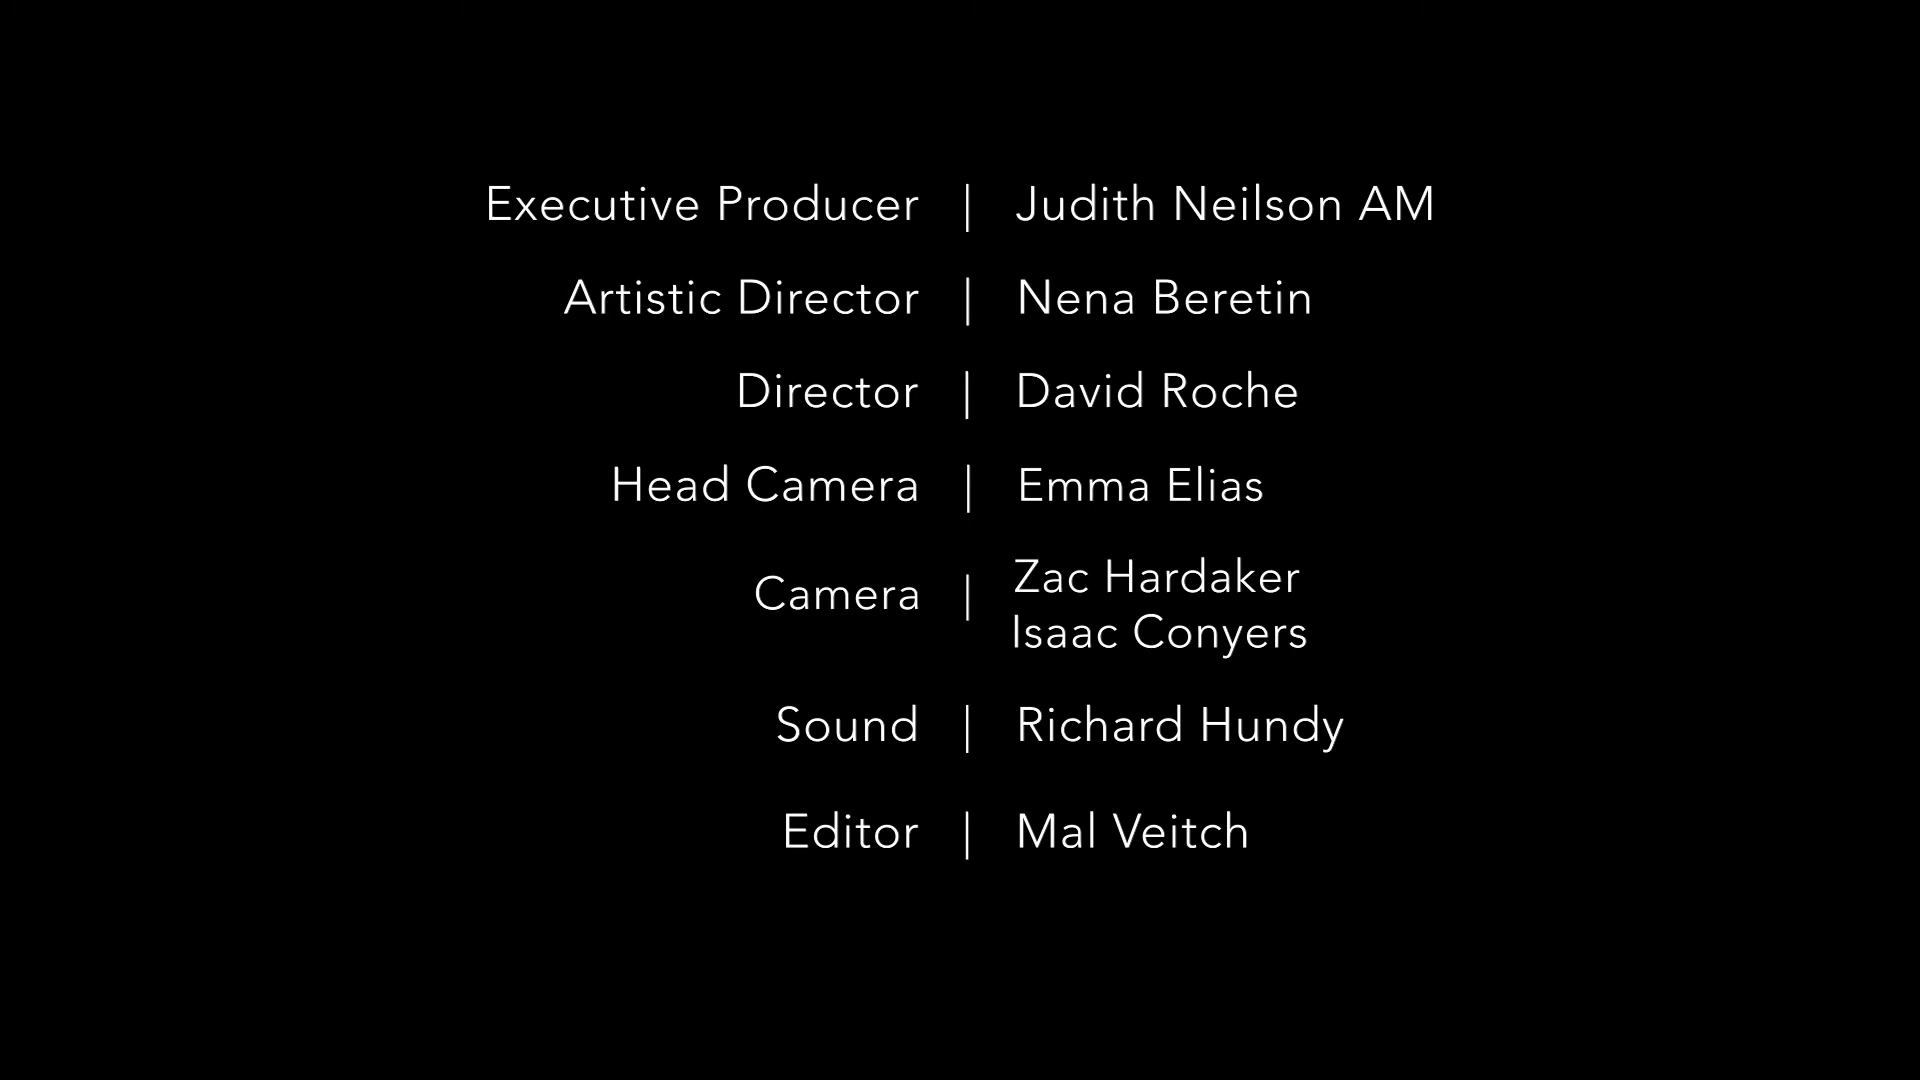 Executive Producer | Judith Neilson AM
Artistic Director | Nena Beretin
Director | David Roche
Head Camera | Emma Elias
Camera | Zac Hardaker
Isaac Conyers
Sound | Richard Hundy
Editor | Mal Veitch